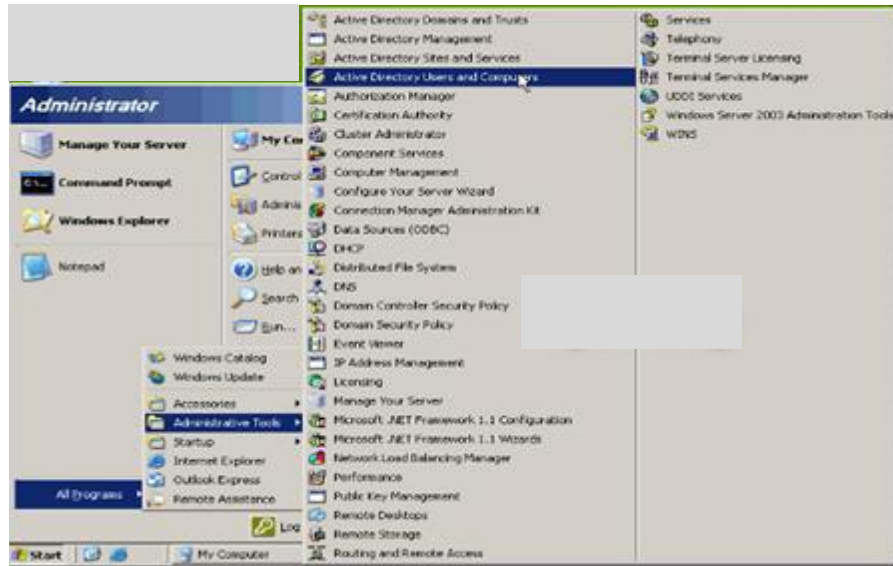 Administrator
Manage Your Server
Command Prompt
Windows Explorer
Notepad
My Co
Control
Adminis
Printers
Help an
Search
Run...
Windows Catalog
Windows Update
Accessories
Administrative Tools
Startup
Internet Explorer
Outlook Express
Remote Assistance
All Programs
Log
Start
My Computer
Active Directory Domains and Trusts
Active Directory Management
Active Directory Sites and Services
Active Directory Users and Computers
Authorization Manager
Certification Authority
Cluster Administrator
Component Services
Computer Management
Configure Your Server Wizard
Connection Manager Administration Kit
Data Sources (ODBC)
DHCP
Distributed File System
DNS
Domain Controller Security Policy
Domain Security Policy
Event Viewer
IP Address Management
Licensing
Manage Your Server
Microsoft .NET Framework 1.1 Configuration
Microsoft .NET Framework 1.1 Wizards
Network Load Balancing Manager
Performance
Public Key Management
Remote Desktops
Remote Storage
Routing and Remote Access
Services
Telephony
Terminal Server Licensing
Terminal Services Manager
UDDI Services
Windows Server 2003 Administration Tools
WINS